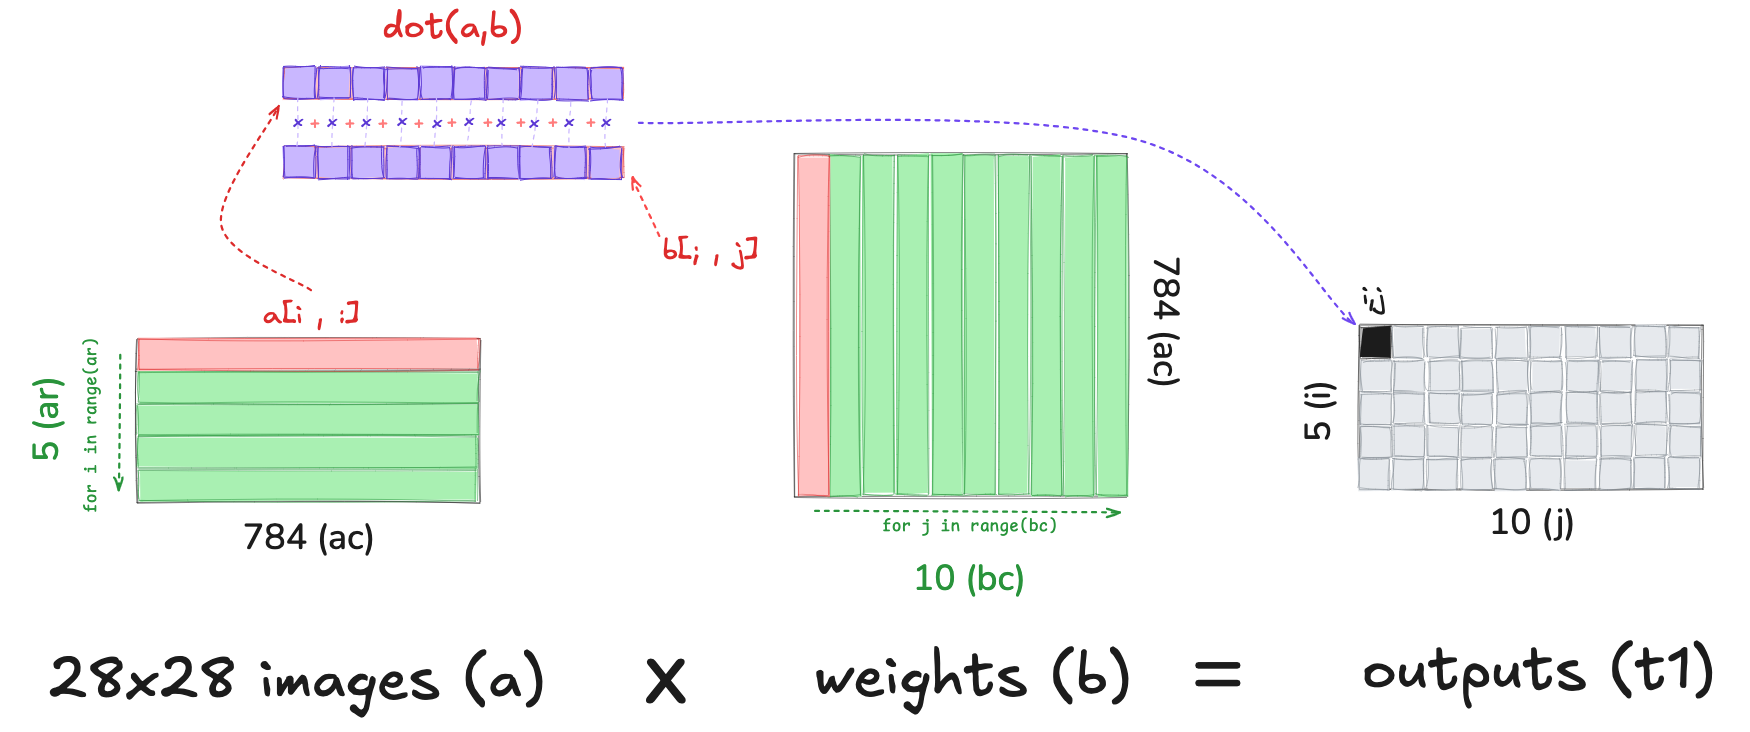 dot(a,b)
× + × + × + × + × + × + × + × + × + ×
b[i , j]
a[i , :]
5 (ar)
for i in range(ar)
784 (ac)
784 (ac)
for j in range(bc)
10 (bc)
i,j
5 (i)
10 (j)
28x28 images (a) x weights (b) = outputs (t1)